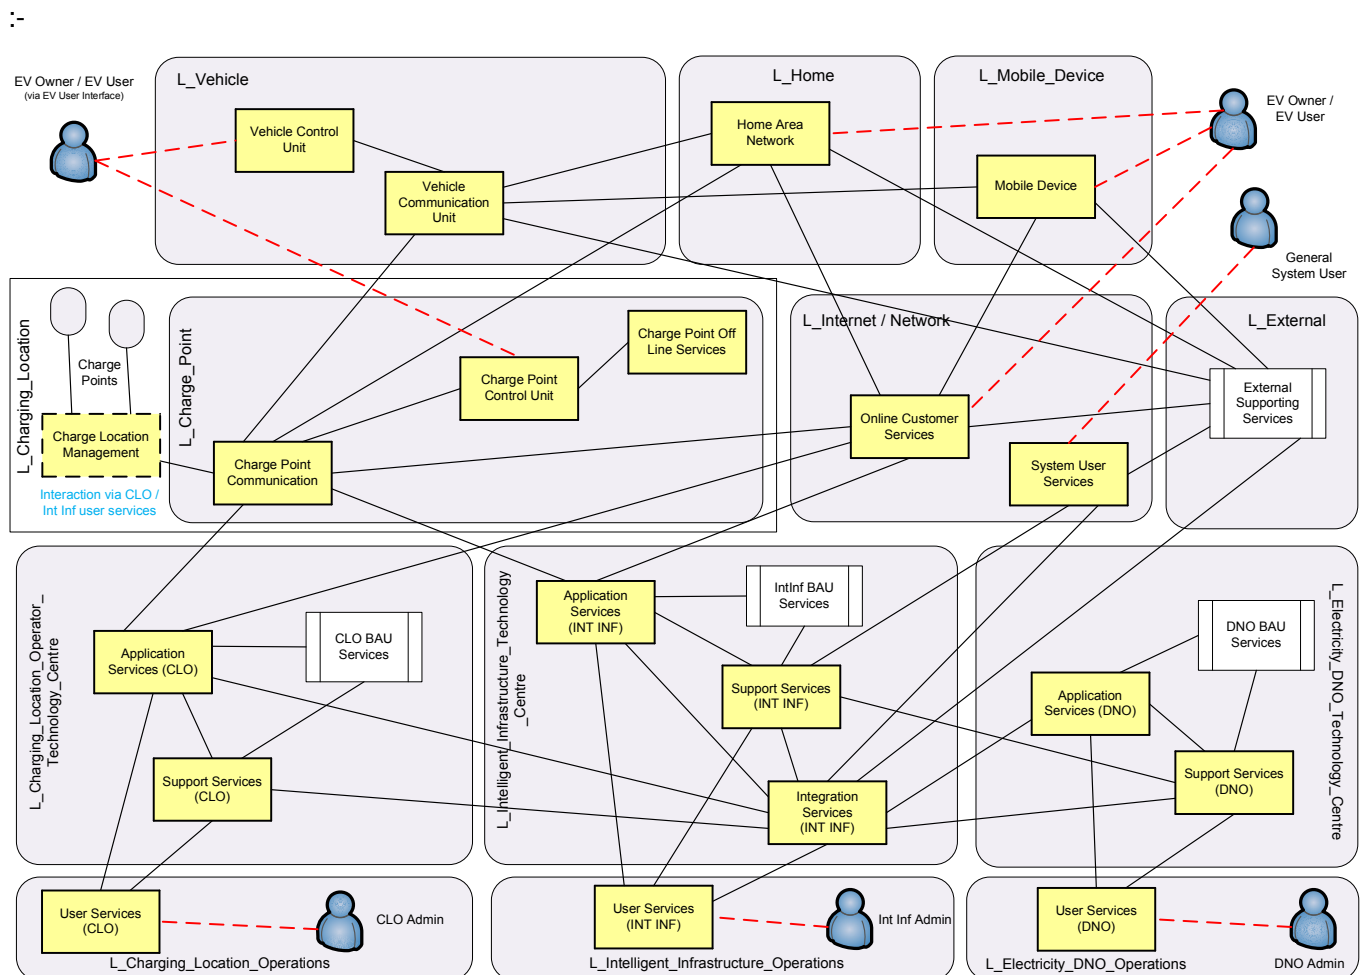 :-
EV Owner / EV User
(via EV User Interface)
L_Vehicle
Vehicle Control
Unit
Vehicle
Communication
Unit
L_Home
Home Area
Network
L_Mobile_Device
Mobile Device
EV Owner /
EV User
General
System User
L_Charging_Location
Charge
Points
Charge Location
Management
Interaction via CLO /
Int Inf user services
L_Charge_Point
Charge Point Off
Line Services
Charge Point
Control Unit
Charge Point
Communication
L_Internet / Network
Online Customer
Services
System User
Services
L_External
External
Supporting
Services
L_Charging_Location_Operator_
Technology_Centre
CLO BAU
Services
Application
Services (CLO)
Support Services
(CLO)
L_Intelligent_Infrastructure_Technology
_Centre
Application
Services
(INT INF)
IntInf BAU
Services
Support Services
(INT INF)
Integration
Services
(INT INF)
L_Electricity_DNO_Technology_Centre
DNO BAU
Services
Application
Services (DNO)
Support Services
(DNO)
User Services
(CLO)
CLO Admin
L_Charging_Location_Operations
User Services
(INT INF)
Int Inf Admin
L_Intelligent_Infrastructure_Operations
User Services
(DNO)
L_Electricity_DNO_Operations
DNO Admin